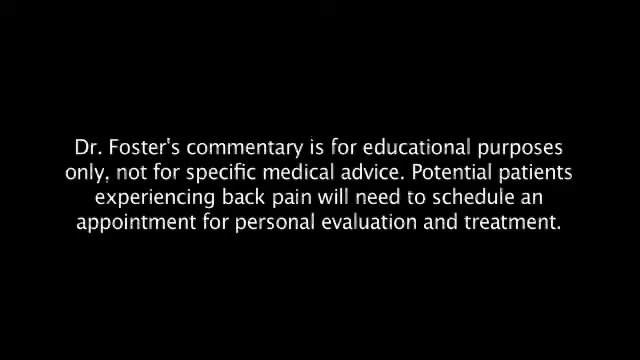 Dr. Foster's commentary is for educational purposes
only, not for specific medical advice. Potential patients
experiencing back pain will need to schedule an
appointment for personal evaluation and treatment.